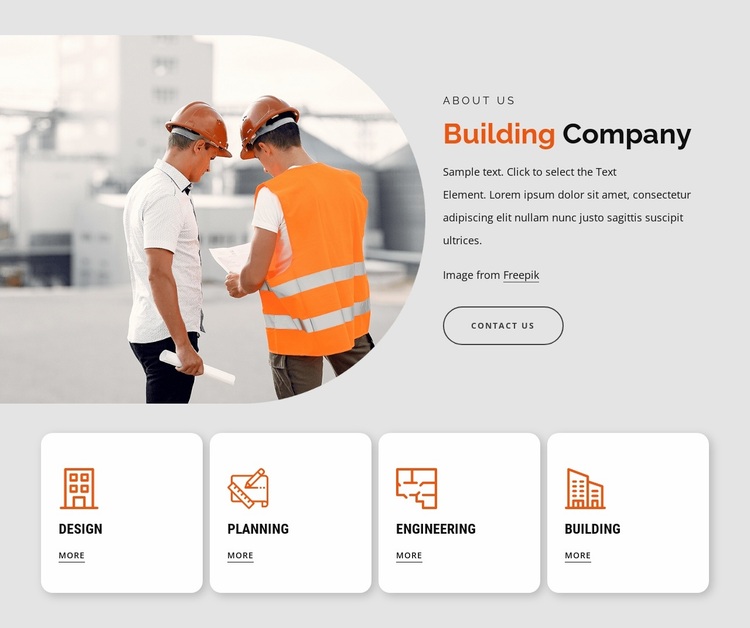 ABOUT US
Building Company
Sample text. Click to select the Text
Element. Lorem ipsum dolor sit amet, consectetur
adipiscing elit nullam nunc justo sagittis suscipit
ultrices.
Image from Freepik
CONTACT US
DESIGN
MORE
PLANNING
MORE
ENGINEERING
MORE
BUILDING
MORE